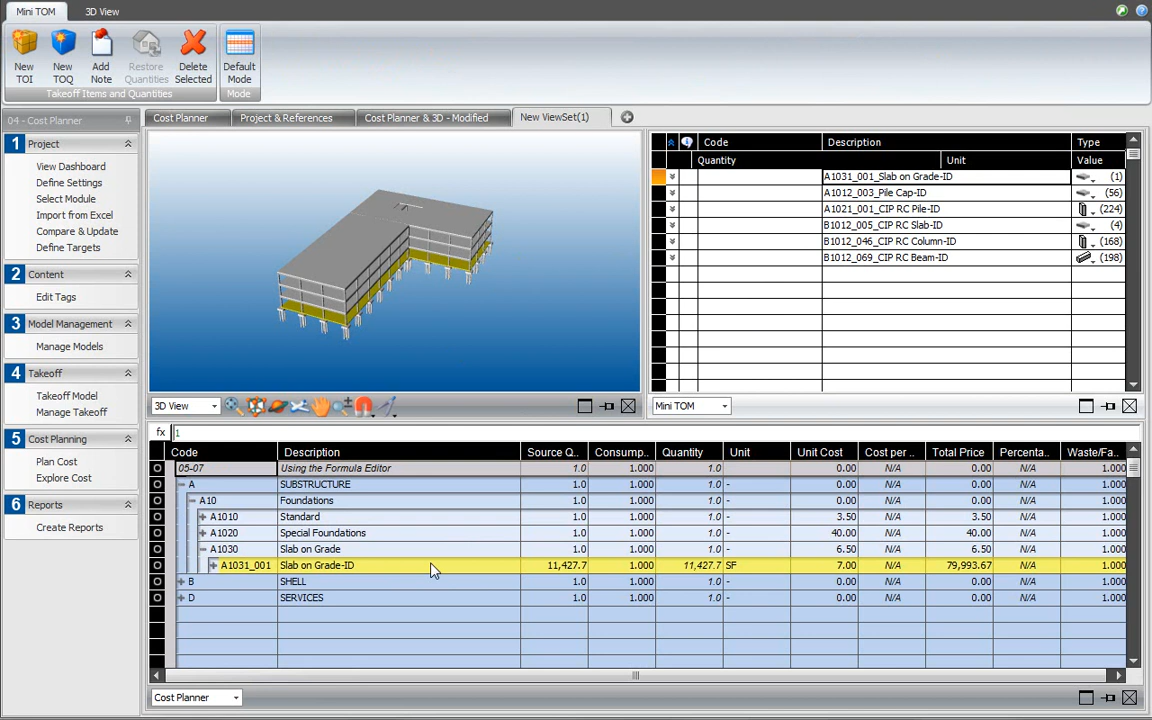 Mini TOM 3D View
New TOI
New TOQ
Add Note
Restore Quantities
Delete Selected
Default Mode
Takeoff Items and Quantities
Mode
04 - Cost Planner
1 Project
View Dashboard
Define Settings
Select Module
Import from Excel
Compare & Update
Define Targets
2 Content
Edit Tags
3 Model Management
Manage Models
4 Takeoff
Takeoff Model
Manage Takeoff
5 Cost Planning
Plan Cost
Explore Cost
6 Reports
Create Reports
Cost Planner Project & References Cost Planner & 3D - Modified New ViewSet(1)
3D View
Code Description Type
Quantity Unit Value
A1031_001_Slab on Grade-ID (1)
A1012_003_Pile Cap-ID (56)
A1021_001_CIP RC Pile-ID (224)
B1012_005_CIP RC Slab-ID (4)
B1012_046_CIP RC Column-ID (168)
B1012_069_CIP RC Beam-ID (198)
Mini TOM
fx 1
Code Description Source Q.. Consump.. Quantity Unit Unit Cost Cost per .. Total Price Percenta.. Waste/Fa..
05-07 Using the Formula Editor 1.0 1.000 1.0 0.00 N/A 0.00 N/A 1.000
A SUBSTRUCTURE 1.0 1.000 1.0 - 0.00 N/A 0.00 N/A 1.000
A10 Foundations 1.0 1.000 1.0 - 0.00 N/A 0.00 N/A 1.000
A1010 Standard 1.0 1.000 1.0 - 3.50 N/A 3.50 N/A 1.000
A1020 Special Foundations 1.0 1.000 1.0 - 40.00 N/A 40.00 N/A 1.000
A1030 Slab on Grade 1.0 1.000 1.0 - 6.50 N/A 6.50 N/A 1.000
A1031_001 Slab on Grade-ID 11,427.7 1.000 11,427.7 SF 7.00 N/A 79,993.67 N/A 1.000
B SHELL 1.0 1.000 1.0 - 0.00 N/A 0.00 N/A 1.000
D SERVICES 1.0 1.000 1.0 - 0.00 N/A 0.00 N/A 1.000
Cost Planner